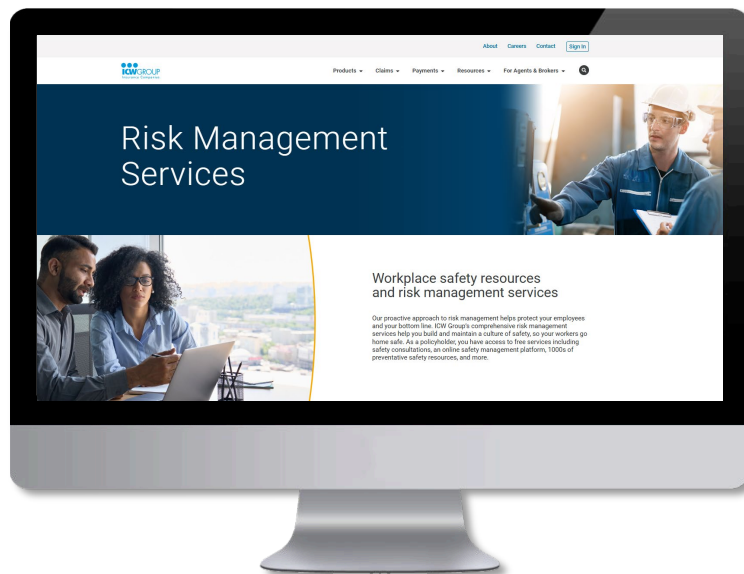 About Careers Contact Sign In
ICWGROUP
Insurance Companies
Products Claims Payments Resources For Agents & Brokers
Risk Management
Services
Workplace safety resources
and risk management services
Our proactive approach to risk management helps protect your employees
and your bottom line. ICW Group's comprehensive risk management
services help you build and maintain a culture of safety, so your workers go
home safe. As a policyholder, you have access to free services including
safety consultations, an online safety management platform, 1000s of
preventative safety resources, and more.